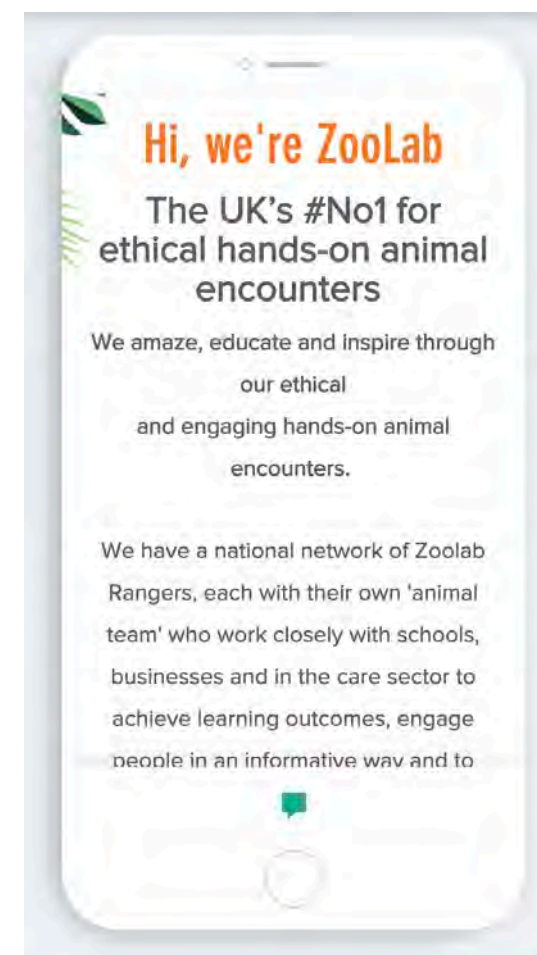 Hi, we're ZooLab
The UK's #No1 for
ethical hands-on animal
encounters
We amaze, educate and inspire through
our ethical
and engaging hands-on animal
encounters.
We have a national network of Zoolab
Rangers, each with their own 'animal
team' who work closely with schools,
businesses and in the care sector to
achieve learning outcomes, engage
people in an informative way and to